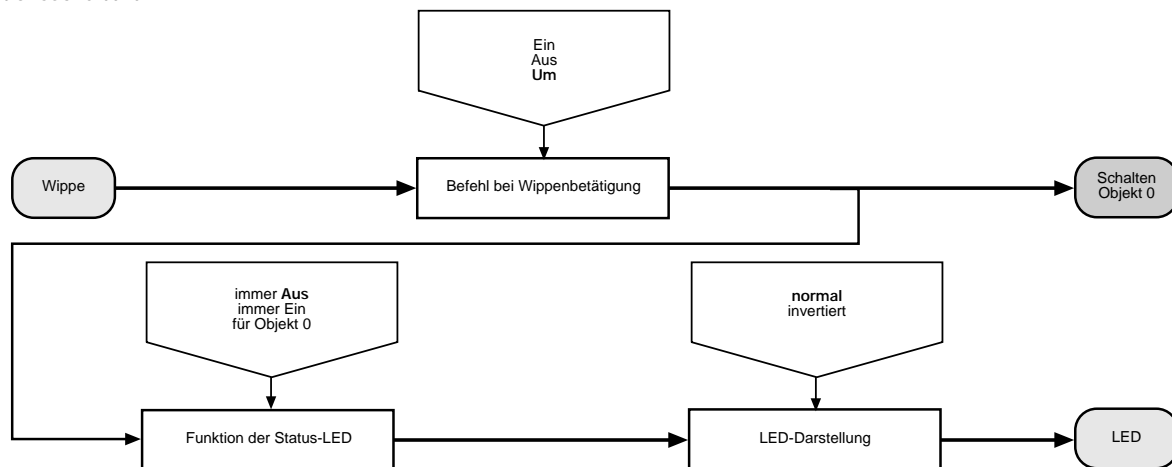 Ein
Aus
Um
Wippe
Befehl bei Wippenbetätigung
Schalten
Objekt 0
immer Aus
immer Ein
für Objekt 0
normal
invertiert
Funktion der Status-LED
LED-Darstellung
LED